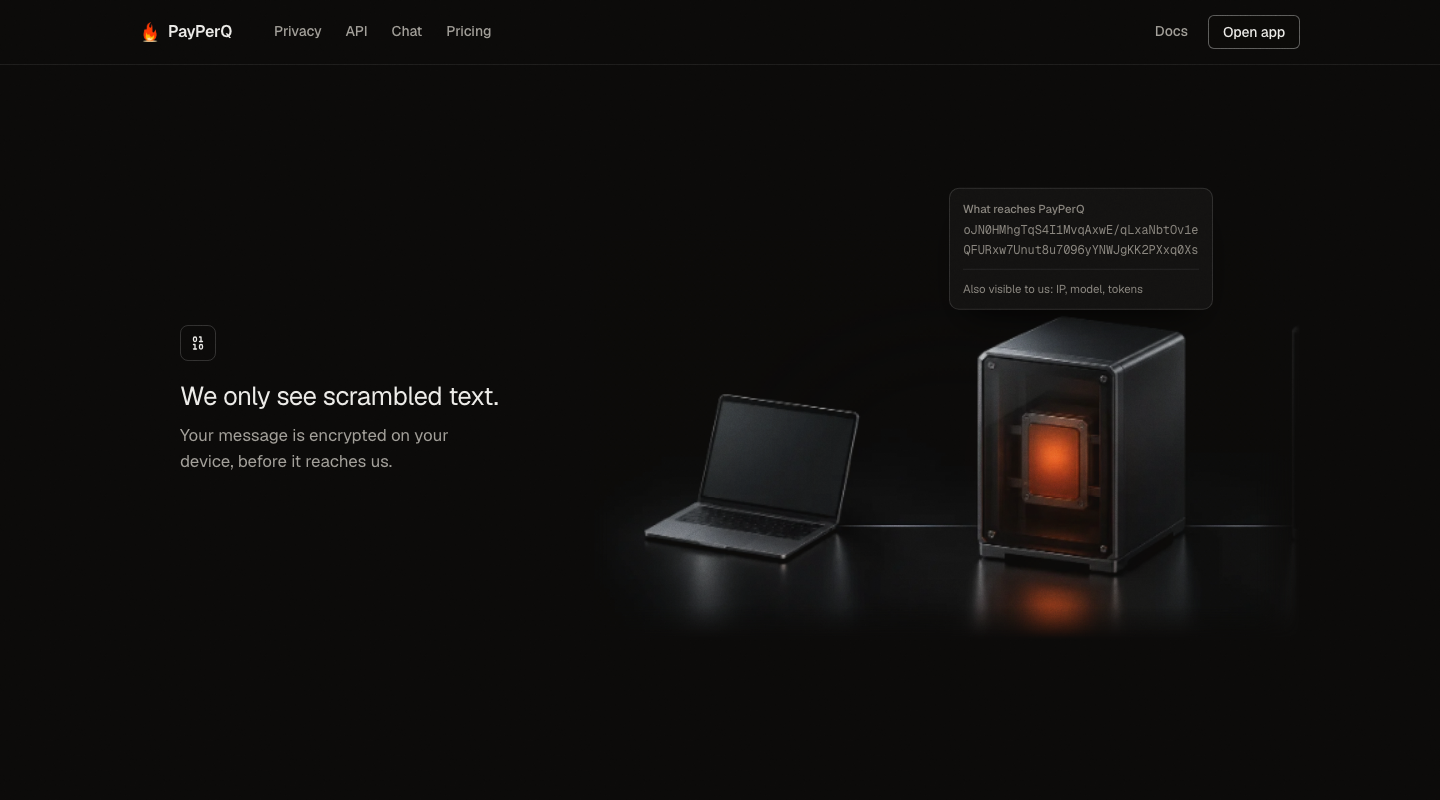 PayPerQ
Privacy
API
Chat
Pricing
Docs
Open app
What reaches PayPerQ
oJN0HMhgTqS4I1MvqAxwE/qLxaNbtOv1e
QFURxw7Unut8u7096yYNWJgKK2PXxq0Xs
Also visible to us: IP, model, tokens
01
10
We only see scrambled text.
Your message is encrypted on your
device, before it reaches us.